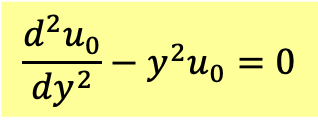 d²u₀/dy² − y²u₀ = 0